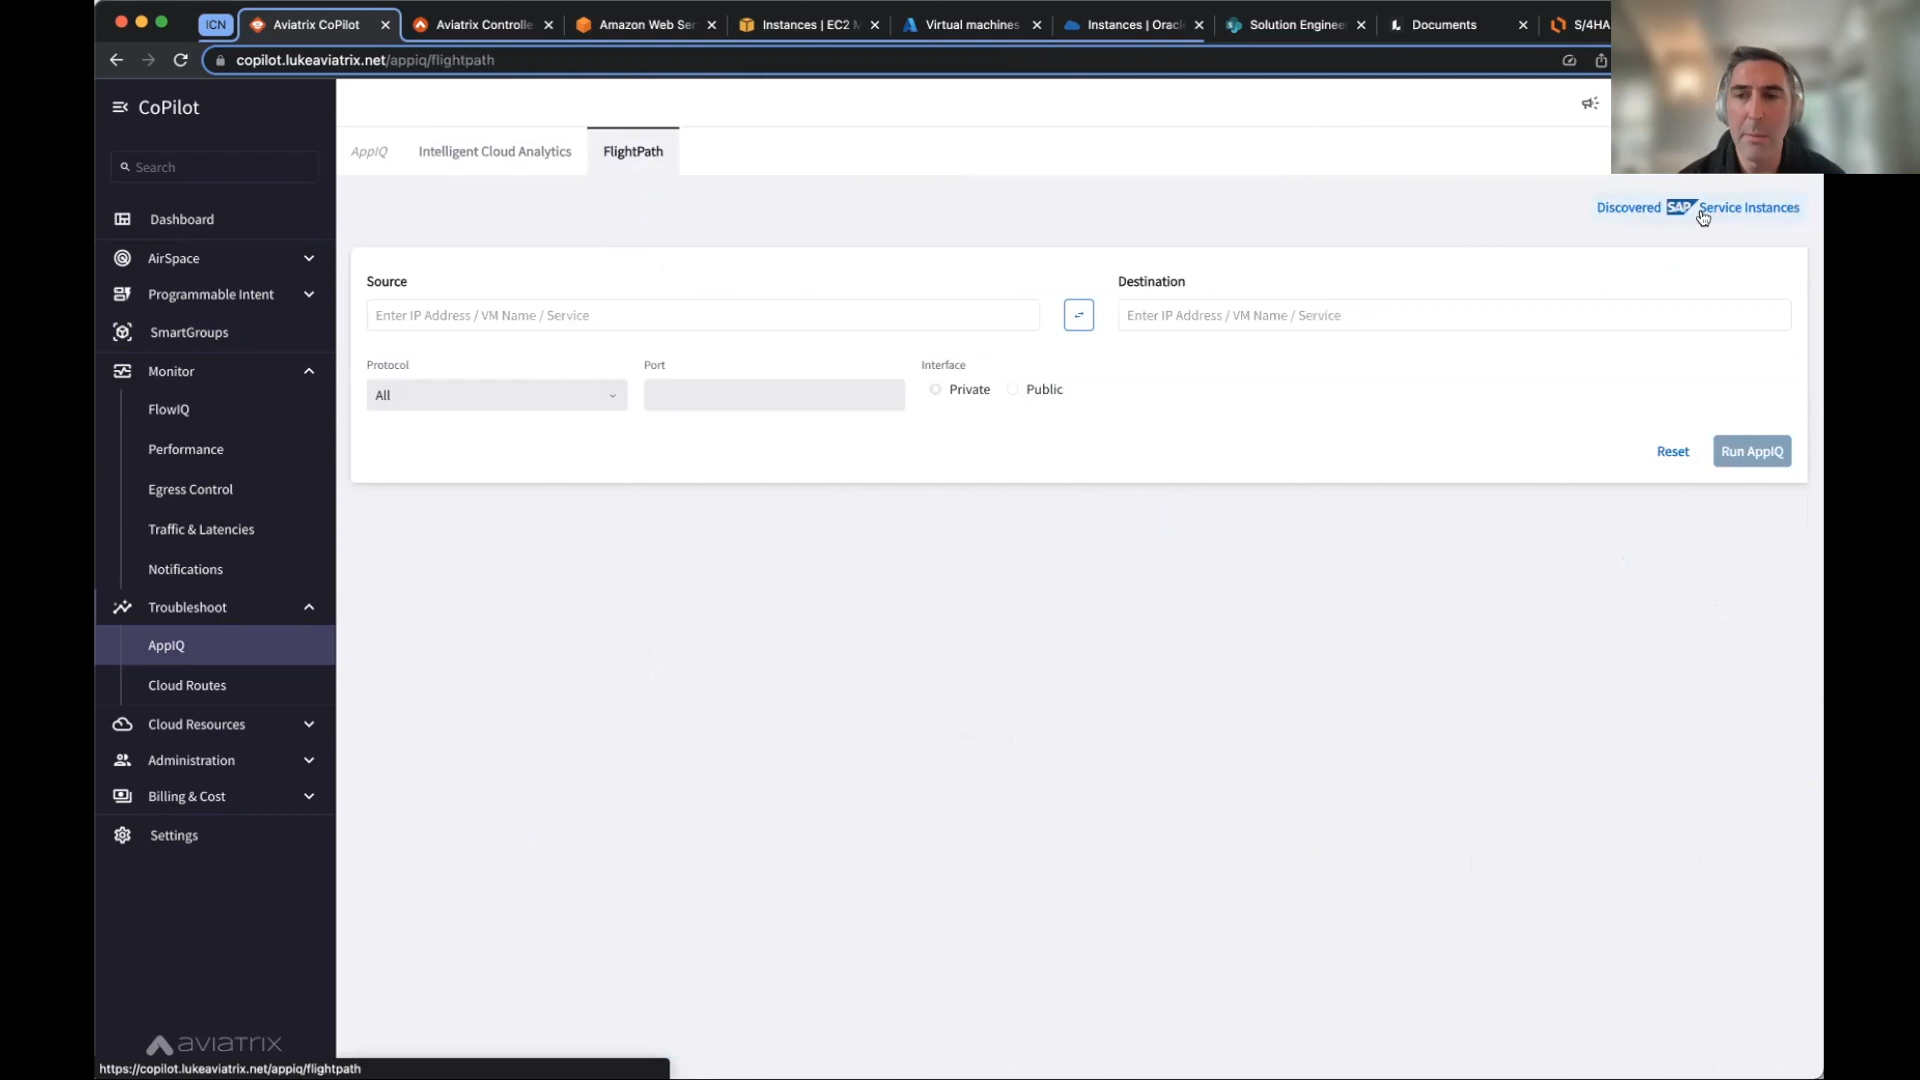 ICN
Aviatrix CoPilot
Aviatrix Controlle
Amazon Web Ser
Instances | EC2 M
Virtual machines
Instances | Oracl
Solution Enginee
Documents
S/4HA
copilot.lukeaviatrix.net/appiq/flightpath
CoPilot
Search
Dashboard
AirSpace
Programmable Intent
SmartGroups
Monitor
FlowIQ
Performance
Egress Control
Traffic & Latencies
Notifications
Troubleshoot
AppIQ
Cloud Routes
Cloud Resources
Administration
Billing & Cost
Settings
aviatrix
AppIQ
Intelligent Cloud Analytics
FlightPath
Discovered SAP Service Instances
Source
Destination
Enter IP Address / VM Name / Service
Enter IP Address / VM Name / Service
Protocol
Port
Interface
All
Private
Public
Reset
Run AppIQ
https://copilot.lukeaviatrix.net/appiq/flightpath